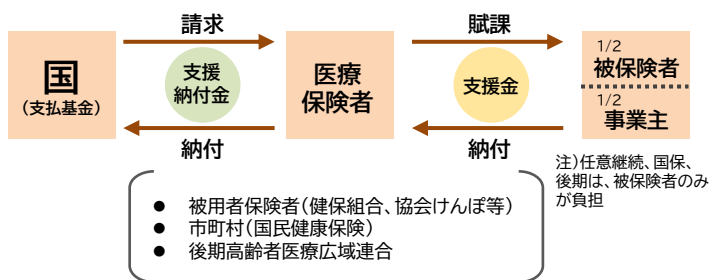 請求
賦課
国
(支払基金)
支援
納付金
医療
保険者
支援金
1/2
被保険者
1/2
事業主
納付
納付
注)任意継続、国保、
後期は、被保険者のみ
が負担
● 被用者保険者(健保組合、協会けんぽ等)
● 市町村(国民健康保険)
● 後期高齢者医療広域連合